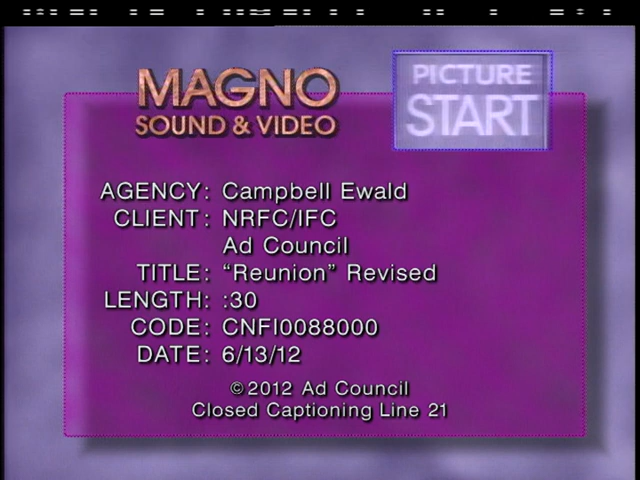 MAGNO
SOUND & VIDEO
PICTURE
START
AGENCY: Campbell Ewald
CLIENT: NRFC/IFC
Ad Council
TITLE: “Reunion” Revised
LENGTH: :30
CODE: CNFI0088000
DATE: 6/13/12
©2012 Ad Council
Closed Captioning Line 21